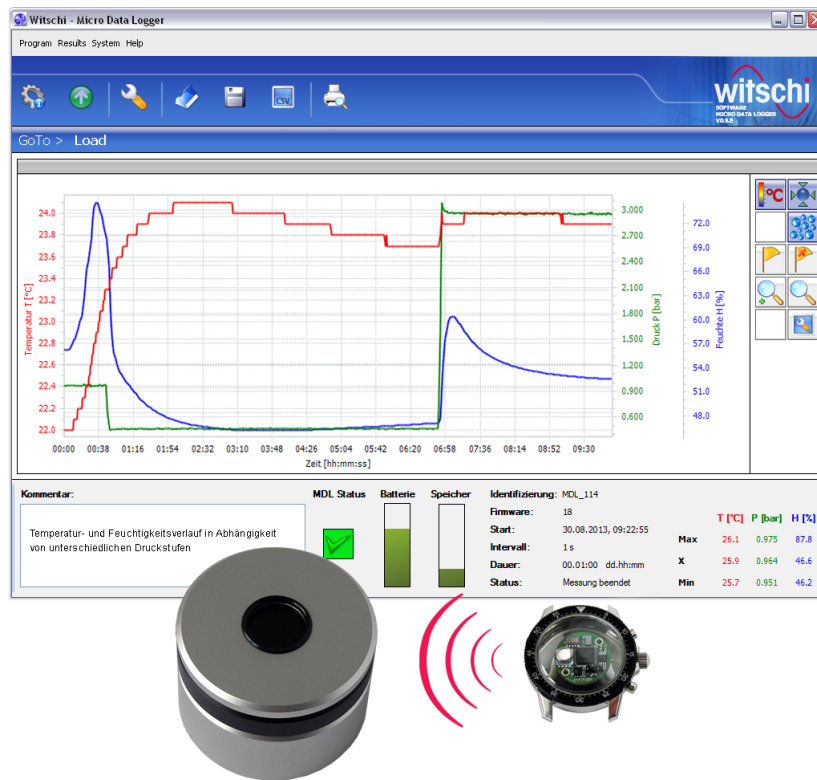 Witschi - Micro Data Logger
Program Results System Help
CSV
witschi
SOFTWARE
MICRO DATA LOGGER
V0.9.8
GoTo > Load
°C
Temperatur T [°C]
24.0
23.8
23.6
23.4
23.2
23.0
22.8
22.6
22.4
22.2
22.0
3.000
2.700
2.400
2.100
1.800
1.500
1.200
0.900
0.600
Druck P [bar]
72.0
69.0
66.0
63.0
60.0
57.0
54.0
51.0
48.0
Feuchte H [%]
00:00 00:38 01:16 01:54 02:32 03:10 03:48 04:26 05:04 05:42 06:20 06:58 07:36 08:14 08:52 09:30
Zeit [hh:mm:ss]
Kommentar:
Temperatur- und Feuchtigkeitsverlauf in Abhängigkeit
von unterschiedlichen Druckstufen
MDL Status Batterie Speicher
Identifizierung: MDL_114
Firmware: 18
Start: 30.08.2013, 09:22:55
Intervall: 1 s
Dauer: 00.01:00 dd.hh:mm
Status: Messung beendet
T [°C] P [bar] H [%]
Max 26.1 0.975 87.8
X 25.9 0.964 46.6
Min 25.7 0.951 46.2